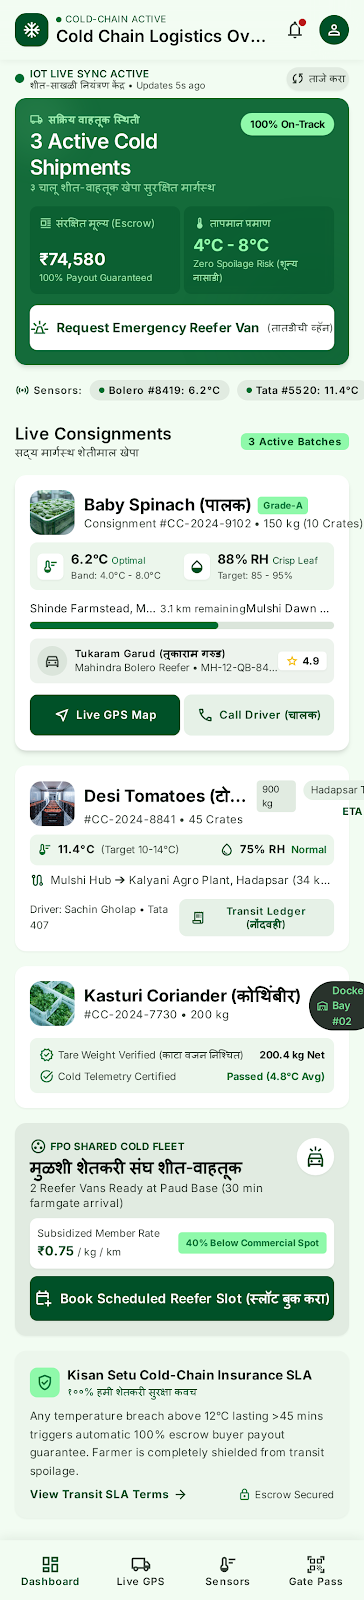 COLD-CHAIN ACTIVE
Cold Chain Logistics Ov...
IOT LIVE SYNC ACTIVE
शीत-साखळी नियंत्रण केंद्र • Updates 5s ago
ताजे करा
सक्रिय वाहतूक स्थिती
100% On-Track
3 Active Cold
Shipments
३ चालू शीत-वाहतूक खेपा सुरक्षित मार्गस्थ
संरक्षित मूल्य (Escrow)
₹74,580
100% Payout Guaranteed
तापमान प्रमाण
4°C - 8°C
Zero Spoilage Risk (शून्य
नासाडी)
Request Emergency Reefer Van (तातडीची व्हॅन)
Sensors:
Bolero #8419: 6.2°C
Tata #5520: 11.4°C
Live Consignments
सद्य मार्गस्थ शेतीमाल खेपा
3 Active Batches
Baby Spinach (पालक)
Grade-A
Consignment #CC-2024-9102 • 150 kg (10 Crates)
6.2°C Optimal
Band: 4.0°C - 8.0°C
88% RH Crisp Leaf
Target: 85 - 95%
Shinde Farmstead, M... 3.1 km remaining Mulshi Dawn ...
Tukaram Garud (तुकाराम गरुड)
Mahindra Bolero Reefer • MH-12-QB-84...
4.9
Live GPS Map
Call Driver (चालक)
Desi Tomatoes (टो...
900
kg
Hadapsar T
ETA
#CC-2024-8841 • 45 Crates
11.4°C (Target 10-14°C)
75% RH Normal
Mulshi Hub → Kalyani Agro Plant, Hadapsar (34 k...
Driver: Sachin Gholap • Tata
407
Transit Ledger
(नोंदवही)
Kasturi Coriander (कोथिंबीर)
#CC-2024-7730 • 200 kg
Docke
Bay
#02
Tare Weight Verified (काटा वजन निश्चित)
200.4 kg Net
Cold Telemetry Certified
Passed (4.8°C Avg)
FPO SHARED COLD FLEET
मुळशी शेतकरी संघ शीत-वाहतूक
2 Reefer Vans Ready at Paud Base (30 min
farmgate arrival)
Subsidized Member Rate
₹0.75 / kg / km
40% Below Commercial Spot
Book Scheduled Reefer Slot (स्लॉट बुक करा)
Kisan Setu Cold-Chain Insurance SLA
१००% हमी शेतकरी सुरक्षा कवच
Any temperature breach above 12°C lasting >45 mins
triggers automatic 100% escrow buyer payout
guarantee. Farmer is completely shielded from transit
spoilage.
View Transit SLA Terms →
Escrow Secured
Dashboard
Live GPS
Sensors
Gate Pass